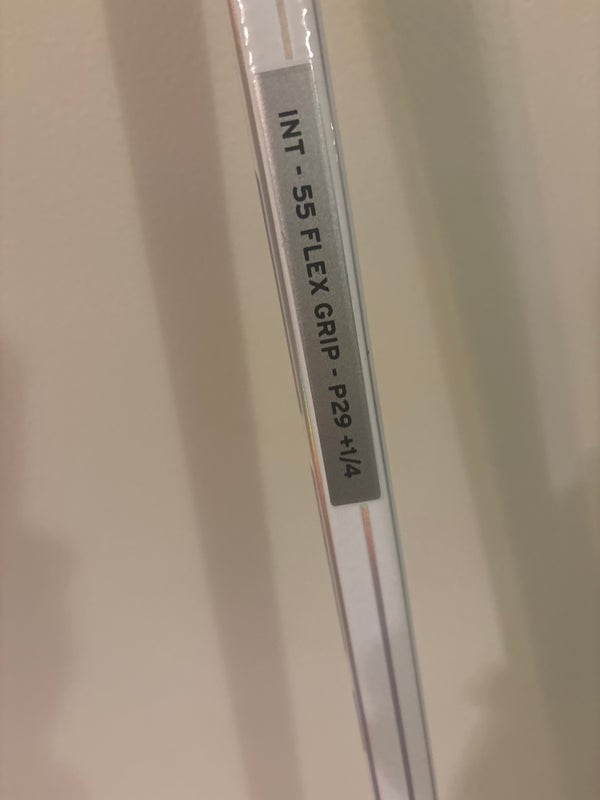 INT - 55 FLEX GRIP - P29 +1/4